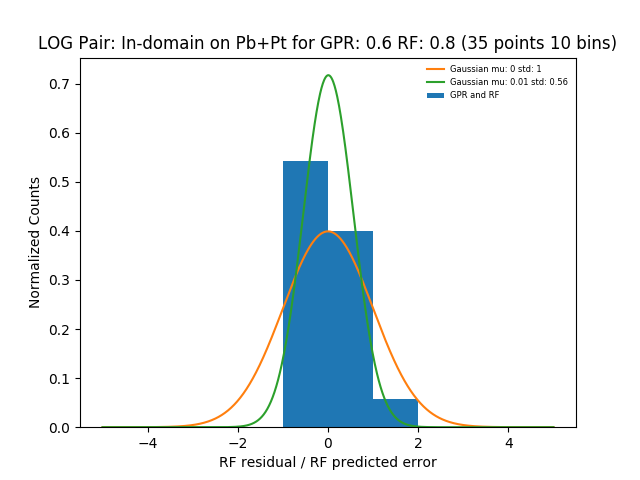 LOG Pair: In-domain on Pb+Pt for GPR: 0.6 RF: 0.8 (35 points 10 bins)
Gaussian mu: 0 std: 1
Gaussian mu: 0.01 std: 0.56
GPR and RF
Normalized Counts
0.7
0.6
0.5
0.4
0.3
0.2
0.1
0.0
−4 −2 0 2 4
RF residual / RF predicted error